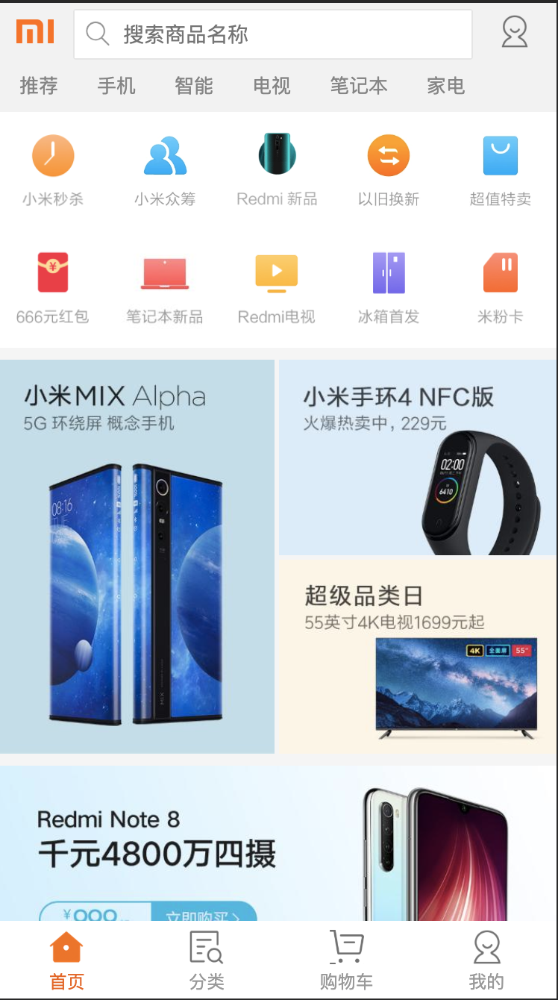 搜索商品名称
推荐 手机 智能 电视 笔记本 家电
小米秒杀 小米众筹 Redmi 新品 以旧换新 超值特卖
¥
666元红包 笔记本新品 Redmi电视 冰箱首发 米粉卡
小米MIX Alpha
5G 环绕屏 概念手机
08:16
TUE
MIX
小米手环4 NFC版
火爆热卖中，229元
02:00
6410
超级品类日
55英寸4K电视1699元起
4K 全面屏 55"
Redmi Note 8
千元4800万四摄
¥999 立即购买
首页 分类 购物车 我的